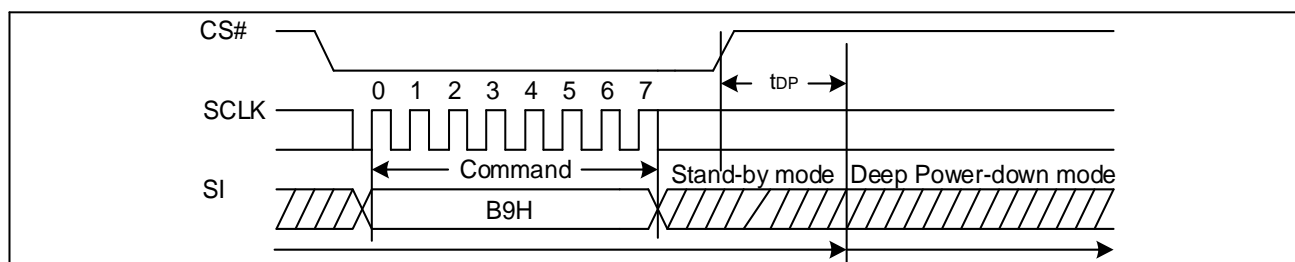 CS#
tDP
0 1 2 3 4 5 6 7
SCLK
Command
Stand-by mode Deep Power-down mode
SI
B9H